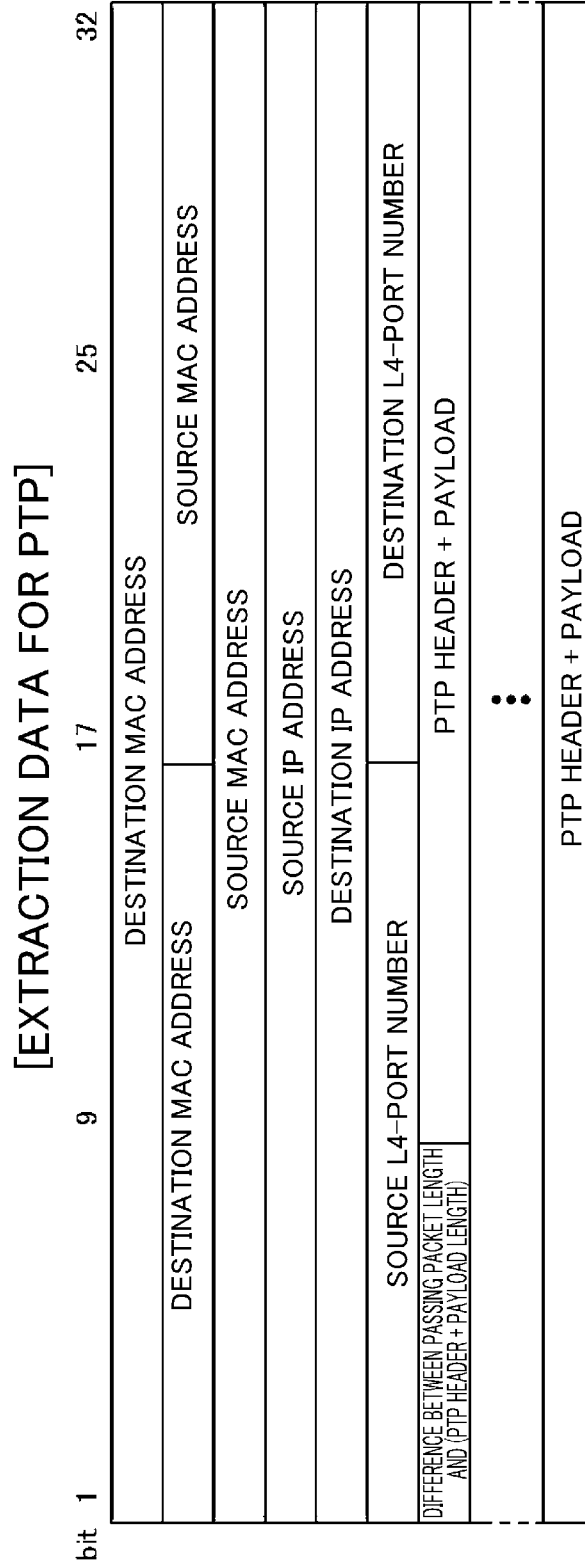 [EXTRACTION DATA FOR PTP]
bit 1 9 17 25 32
DESTINATION MAC ADDRESS
DESTINATION MAC ADDRESS SOURCE MAC ADDRESS
SOURCE MAC ADDRESS
SOURCE IP ADDRESS
DESTINATION IP ADDRESS
SOURCE L4-PORT NUMBER DESTINATION L4-PORT NUMBER
DIFFERENCE BETWEEN PASSING PACKET LENGTH
AND (PTP HEADER + PAYLOAD LENGTH)
PTP HEADER + PAYLOAD
PTP HEADER + PAYLOAD